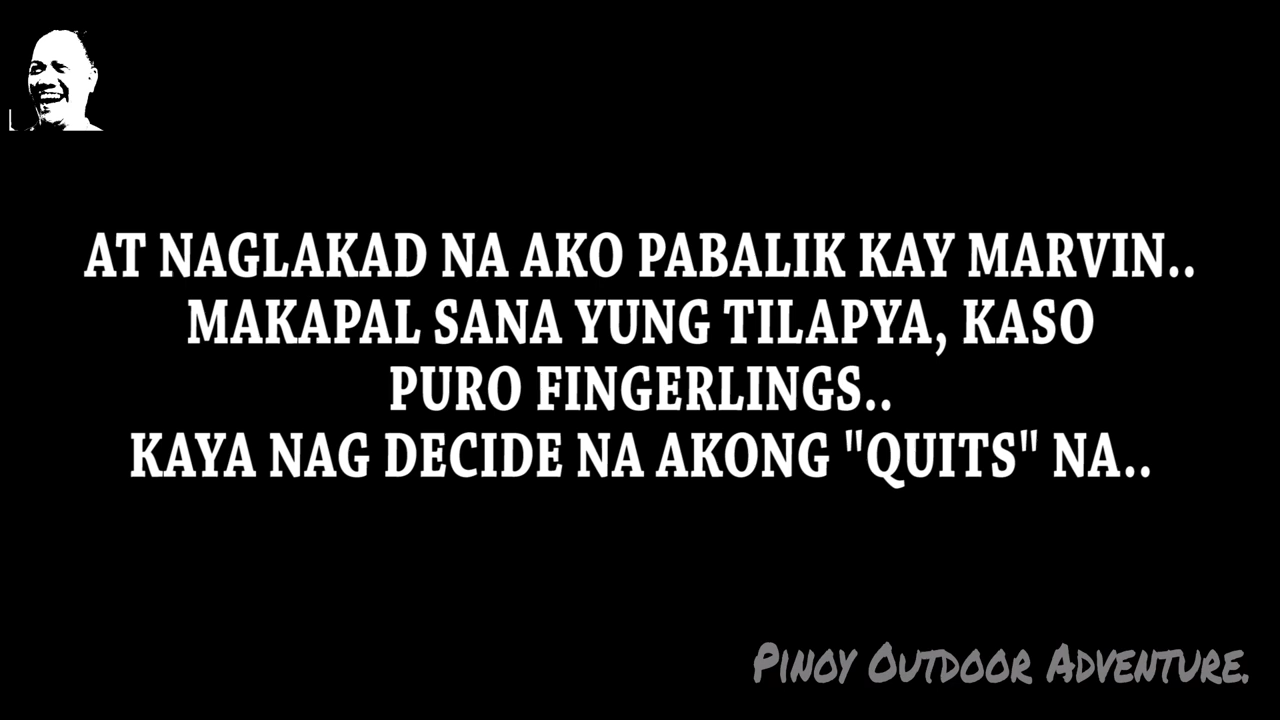 AT NAGLAKAD NA AKO PABALIK KAY MARVIN..
MAKAPAL SANA YUNG TILAPYA, KASO
PURO FINGERLINGS..
KAYA NAG DECIDE NA AKONG "QUITS" NA..
PINOY OUTDOOR ADVENTURE.